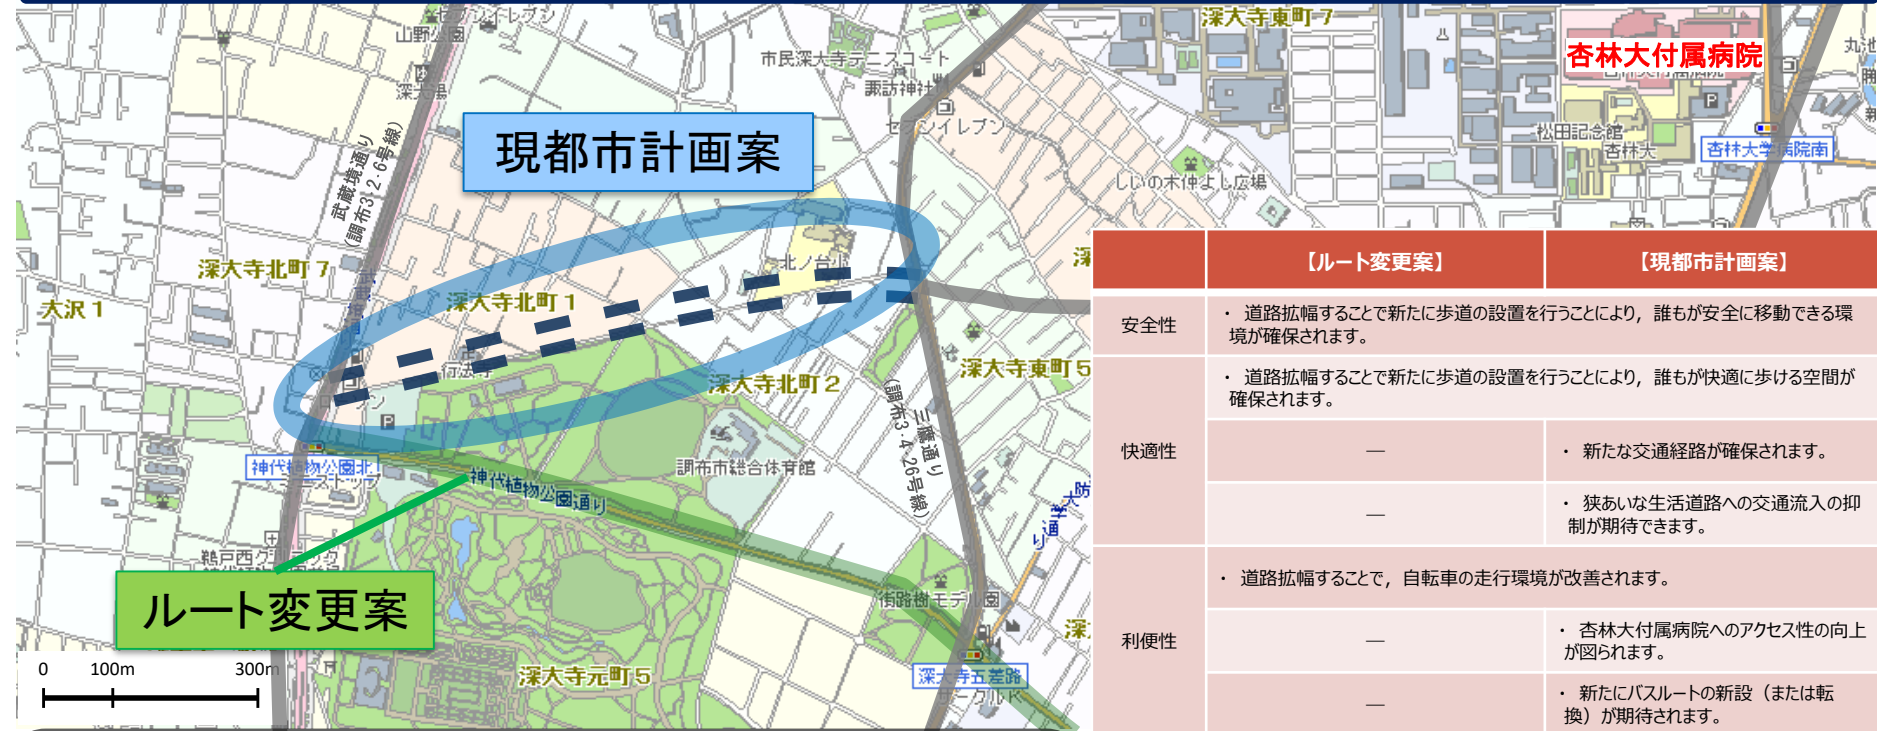 セブンイレブン
山野公園
深大寺東町7
市民深大寺テニスコート
諏訪神社
セブンイレブン
杏林大付属病院
松田記念館
杏林大
杏林大学病院南
しいの木仲よし広場
現都市計画案
武蔵境通り
(調布3・2・6号線)
深大寺北町7
大沢1
深大寺北町1
北ノ台小
行法寺
深大寺北町2
深大寺東町5
三鷹通り
(調布3・4・26号線)
神代植物公園北
神代植物公園通り
調布市総合体育館
ルート変更案
街路樹モデル園
深大寺五差路
サークルK
深大寺元町5
0 100m 300m
【ルート変更案】 【現都市計画案】
安全性
・ 道路拡幅することで新たに歩道の設置を行うことにより，誰もが安全に移動できる環
境が確保されます。
快適性
・ 道路拡幅することで新たに歩道の設置を行うことにより，誰もが快適に歩ける空間が
確保されます。
― ・ 新たな交通経路が確保されます。
― ・ 狭あいな生活道路への交通流入の抑
制が期待できます。
利便性
・ 道路拡幅することで，自転車の走行環境が改善されます。
― ・ 杏林大付属病院へのアクセス性の向上
が図られます。
― ・ 新たにバスルートの新設（または転
換）が期待されます。